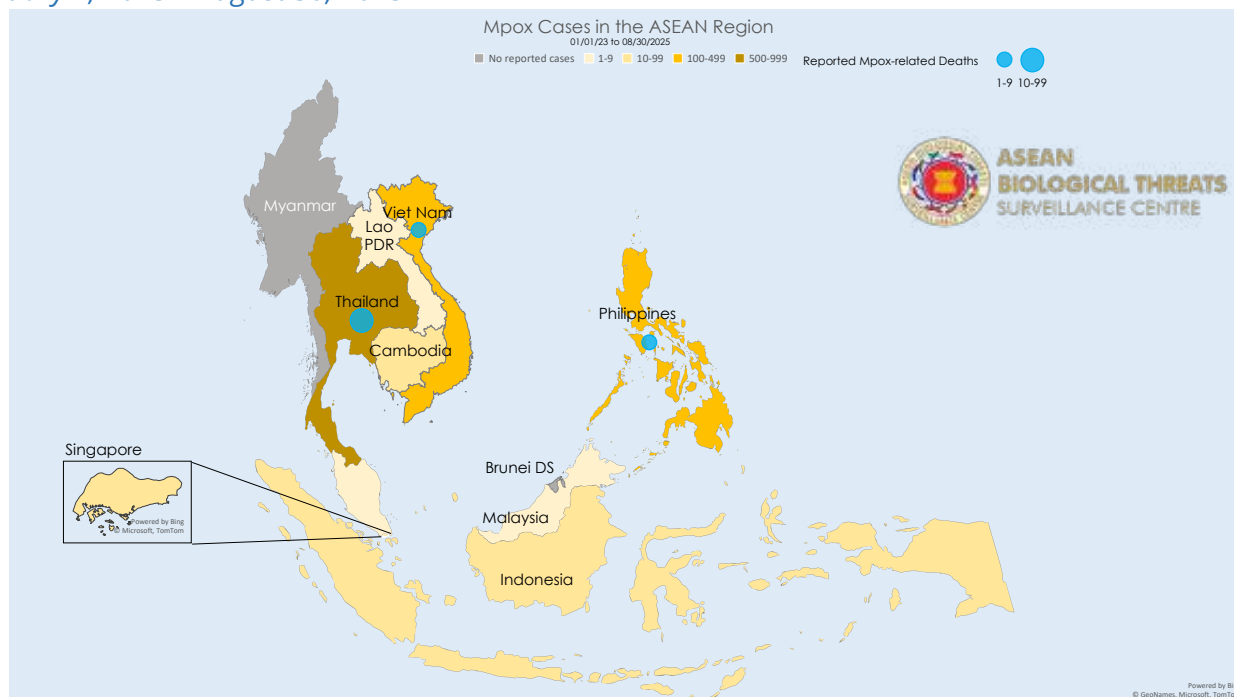 Mpox Cases in the ASEAN Region
01/01/23 to 08/30/2025
No reported cases 1-9 10-99 100-499 500-999 Reported Mpox-related Deaths
1-9 10-99
ASEAN
BIOLOGICAL THREATS
SURVEILLANCE CENTRE
Myanmar
Viet Nam
Lao
PDR
Thailand
Philippines
Cambodia
Singapore
Brunei DS
Powered by Bing
© Microsoft, TomTom
Malaysia
Indonesia
Powered by Bing
© GeoNames, Microsoft, TomTom